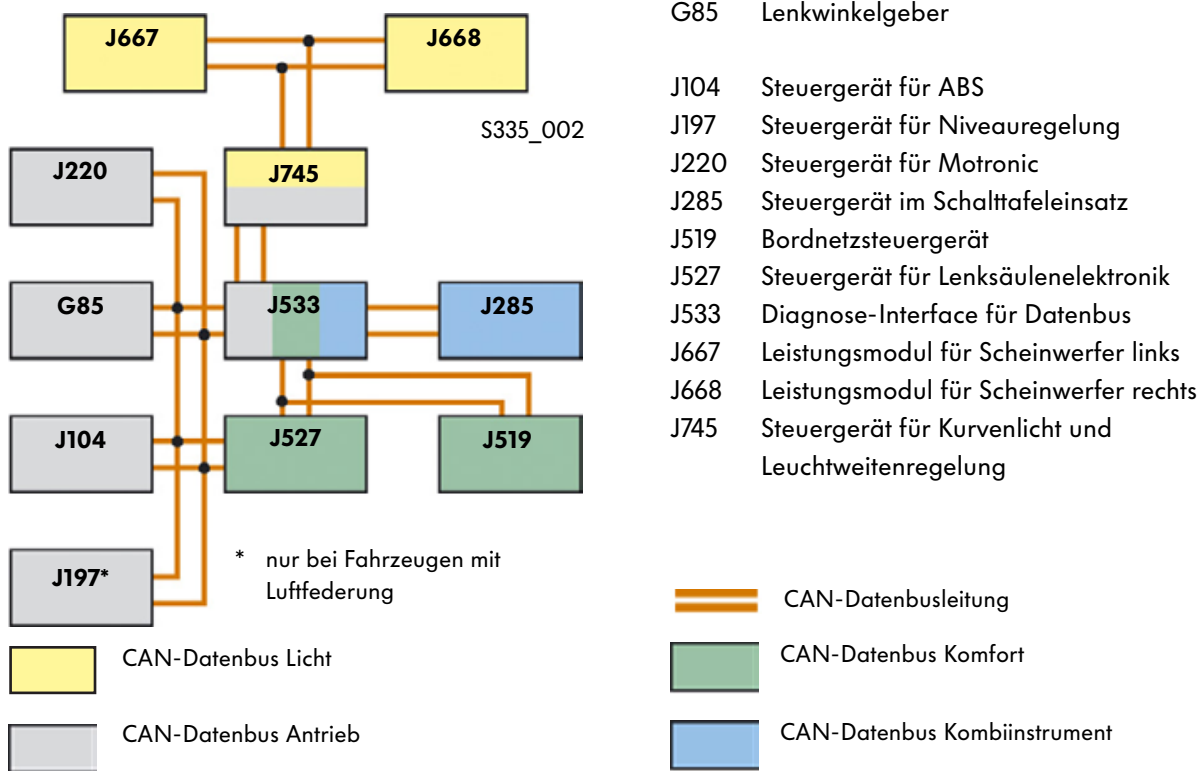 J667
J668
S335_002
J220
J745
G85
J533
J285
J104
J527
J519
J197*
* nur bei Fahrzeugen mit
Luftfederung
G85 Lenkwinkelgeber
J104 Steuergerät für ABS
J197 Steuergerät für Niveauregelung
J220 Steuergerät für Motronic
J285 Steuergerät im Schalttafeleinsatz
J519 Bordnetzsteuergerät
J527 Steuergerät für Lenksäulenelektronik
J533 Diagnose-Interface für Datenbus
J667 Leistungsmodul für Scheinwerfer links
J668 Leistungsmodul für Scheinwerfer rechts
J745 Steuergerät für Kurvenlicht und
Leuchtweitenregelung
CAN-Datenbusleitung
CAN-Datenbus Licht
CAN-Datenbus Komfort
CAN-Datenbus Antrieb
CAN-Datenbus Kombiinstrument